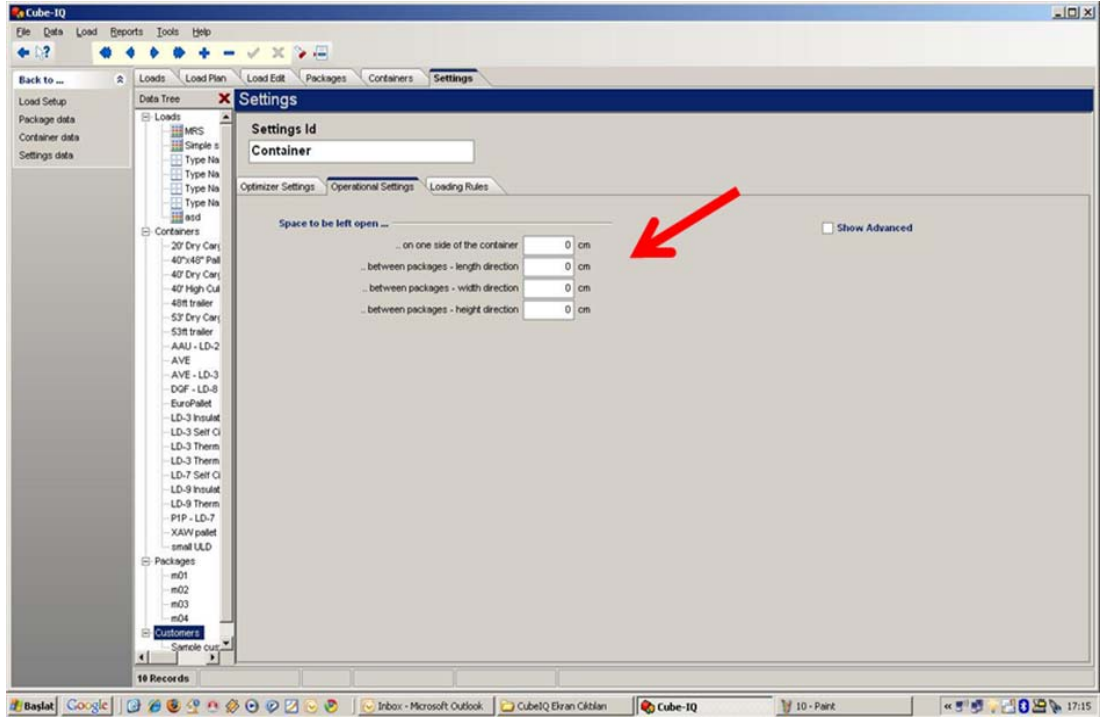 Cube-IQ
File Data Load Reports Tools Help
Back to ...
Load Setup
Package data
Container data
Settings data
Loads Load Plan Load Edit Packages Containers Settings
Data Tree
Loads
MRS
Simple s
Type Na
Type Na
Type Na
Type Na
asd
Containers
20' Dry Carg
40"x48" Pall
40' Dry Carg
40' High Cub
48ft trailer
53' Dry Carg
53ft trailer
AAU - LD-2
AVE
AVE - LD-3
DQF - LD-8
EuroPallet
LD-3 Insulat
LD-3 Self Cl
LD-3 Therm
LD-3 Therm
LD-7 Self Cl
LD-9 Insulat
LD-9 Therm
P1P - LD-7
XAW pallet
small ULD
Packages
m01
m02
m03
m04
Customers
Sample cus
Settings
Settings Id
Container
Optimizer Settings Operational Settings Loading Rules
Space to be left open ...
Show Advanced
.. on one side of the container 0 cm
.. between packages - length direction 0 cm
.. between packages - width direction 0 cm
.. between packages - height direction 0 cm
10 Records
Başlat Google Inbox - Microsoft Outlook CubeIQ Ekran Cıktıları Cube-IQ 10 - Paint 17:15